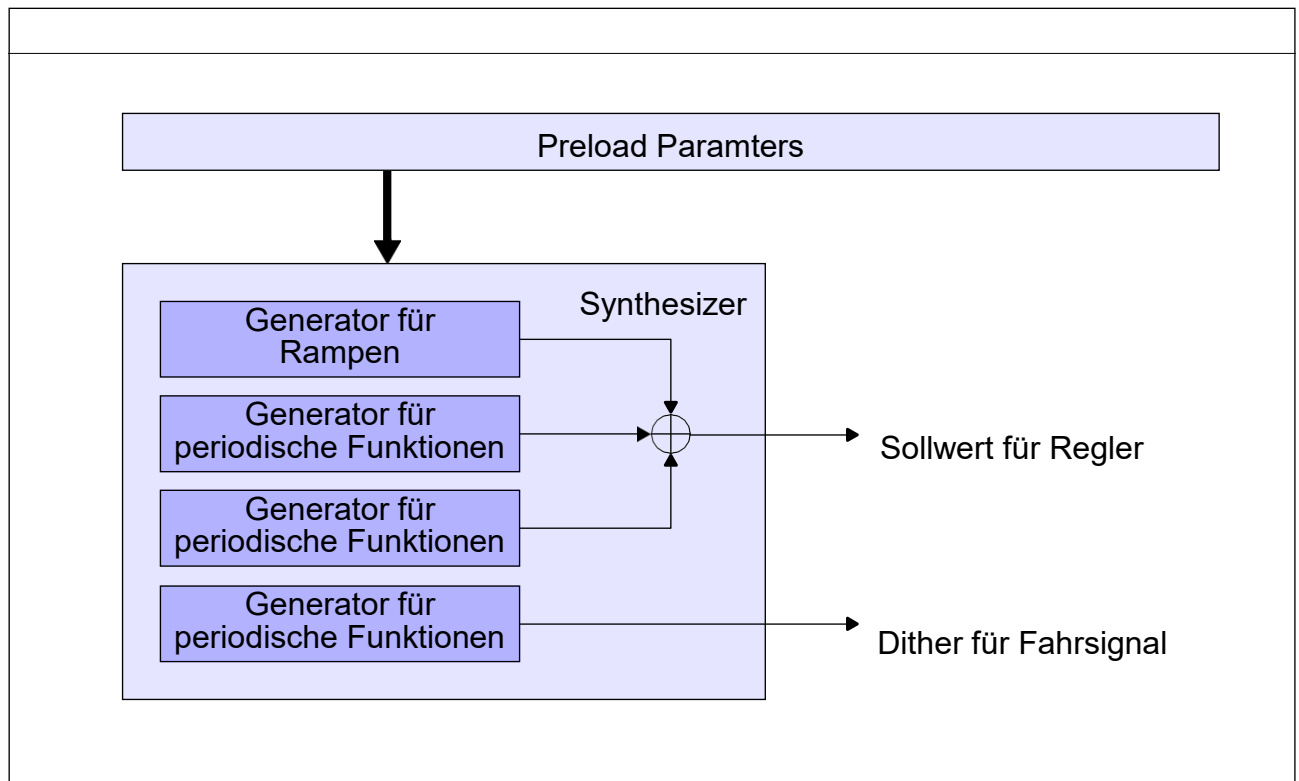 Preload Paramters
Synthesizer
Generator für
Rampen
Generator für
periodische Funktionen
Sollwert für Regler
Generator für
periodische Funktionen
Generator für
periodische Funktionen
Dither für Fahrsignal